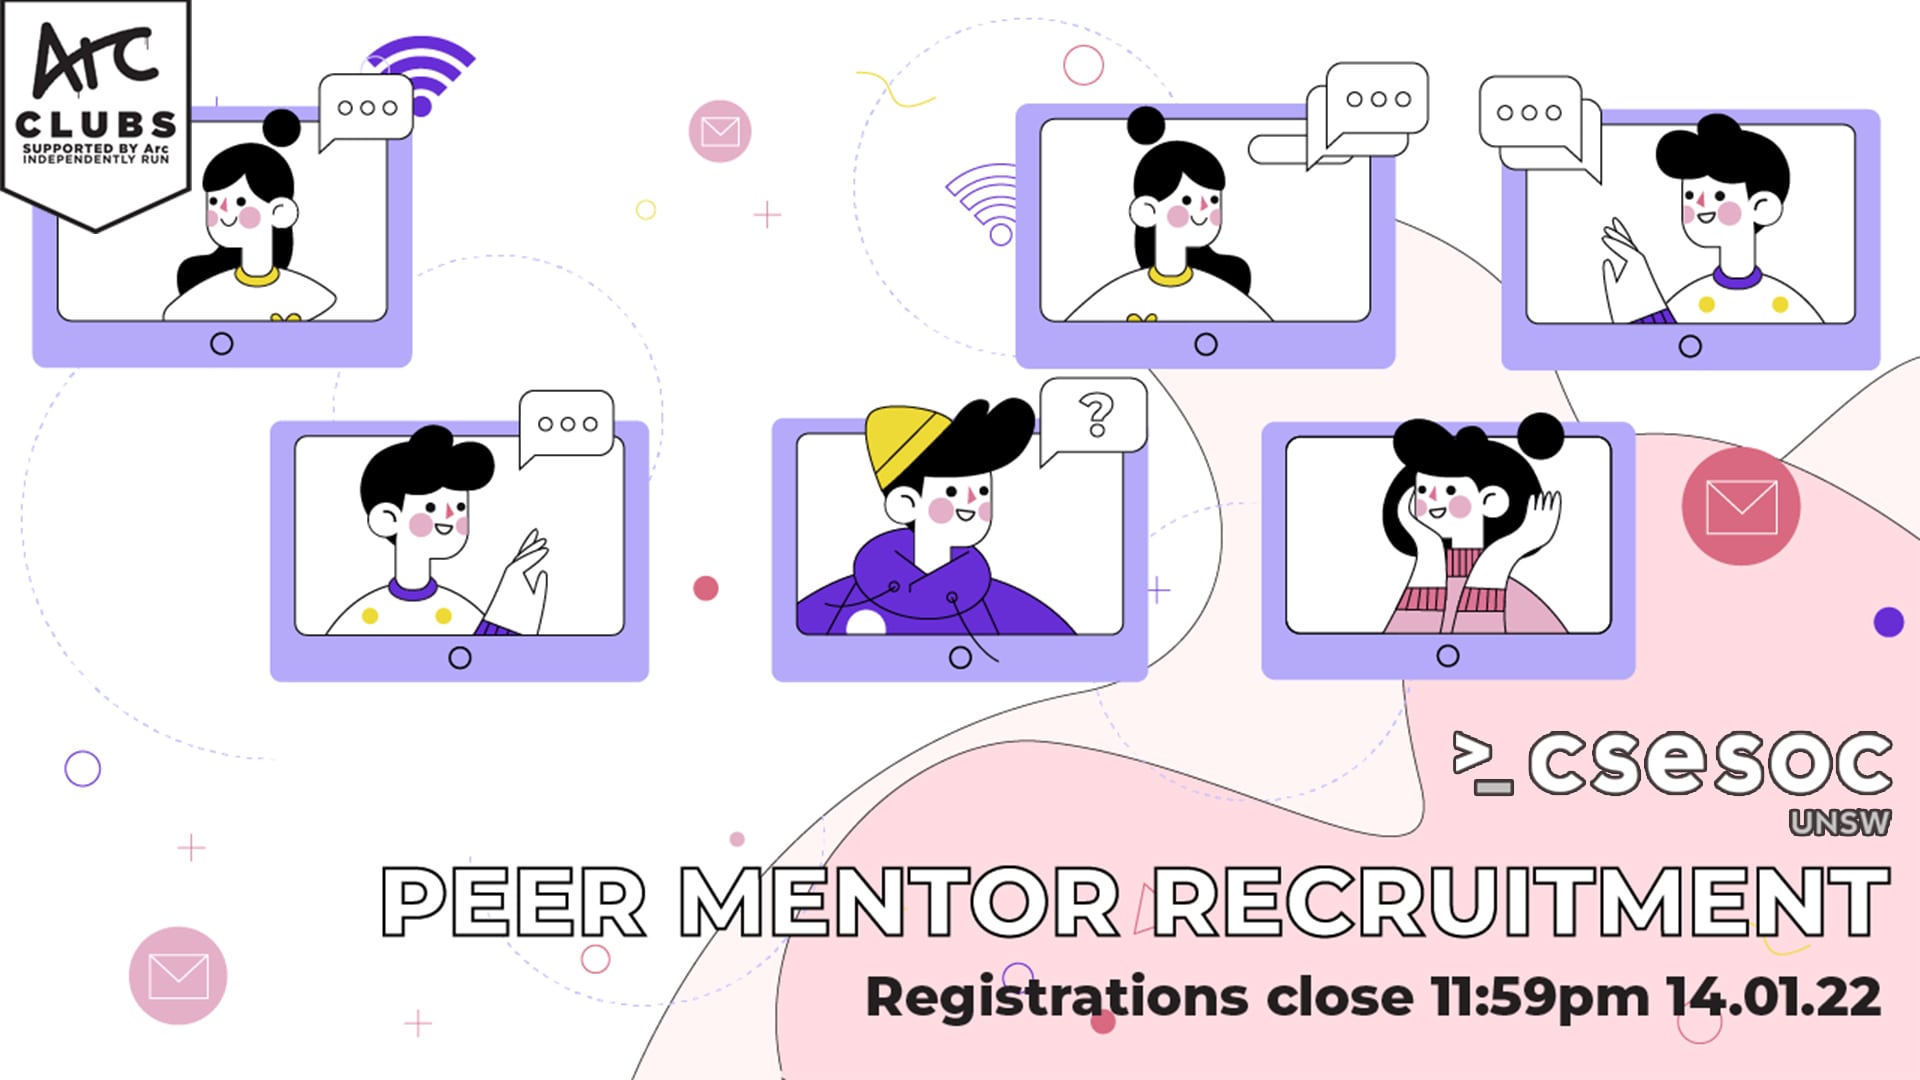 Arc
CLUBS
SUPPORTED BY Arc
INDEPENDENTLY RUN
?
>_csesoc
UNSW
PEER MENTOR RECRUITMENT
Registrations close 11:59pm 14.01.22